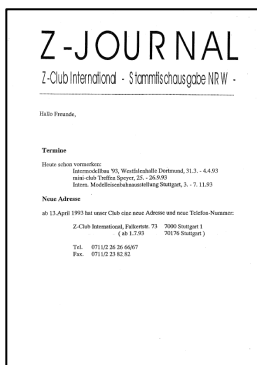 Z-JOURNAL
Z-Club International - Stammtischausgabe NRW -
Hallo Freunde,
Termine
Heute schon vormerken:
Intermodellbau '93, Westfalenhalle Dortmund, 31.3. - 4.4.93
mini-club Treffen Speyer, 25. - 26.9.93
Intern. Modelleisenbahnausstellung Stuttgart, 3. - 7. 11.93
Neue Adresse
ab 13.April 1993 hat unser Club eine neue Adresse und neue Telefon-Nummer:
Z-Club International, Falkertstr. 73 7000 Stuttgart 1
( ab 1.7.93 70176 Stuttgart )
Tel. 0711/2 26 26 66/67
Fax. 0711/2 23 82 82